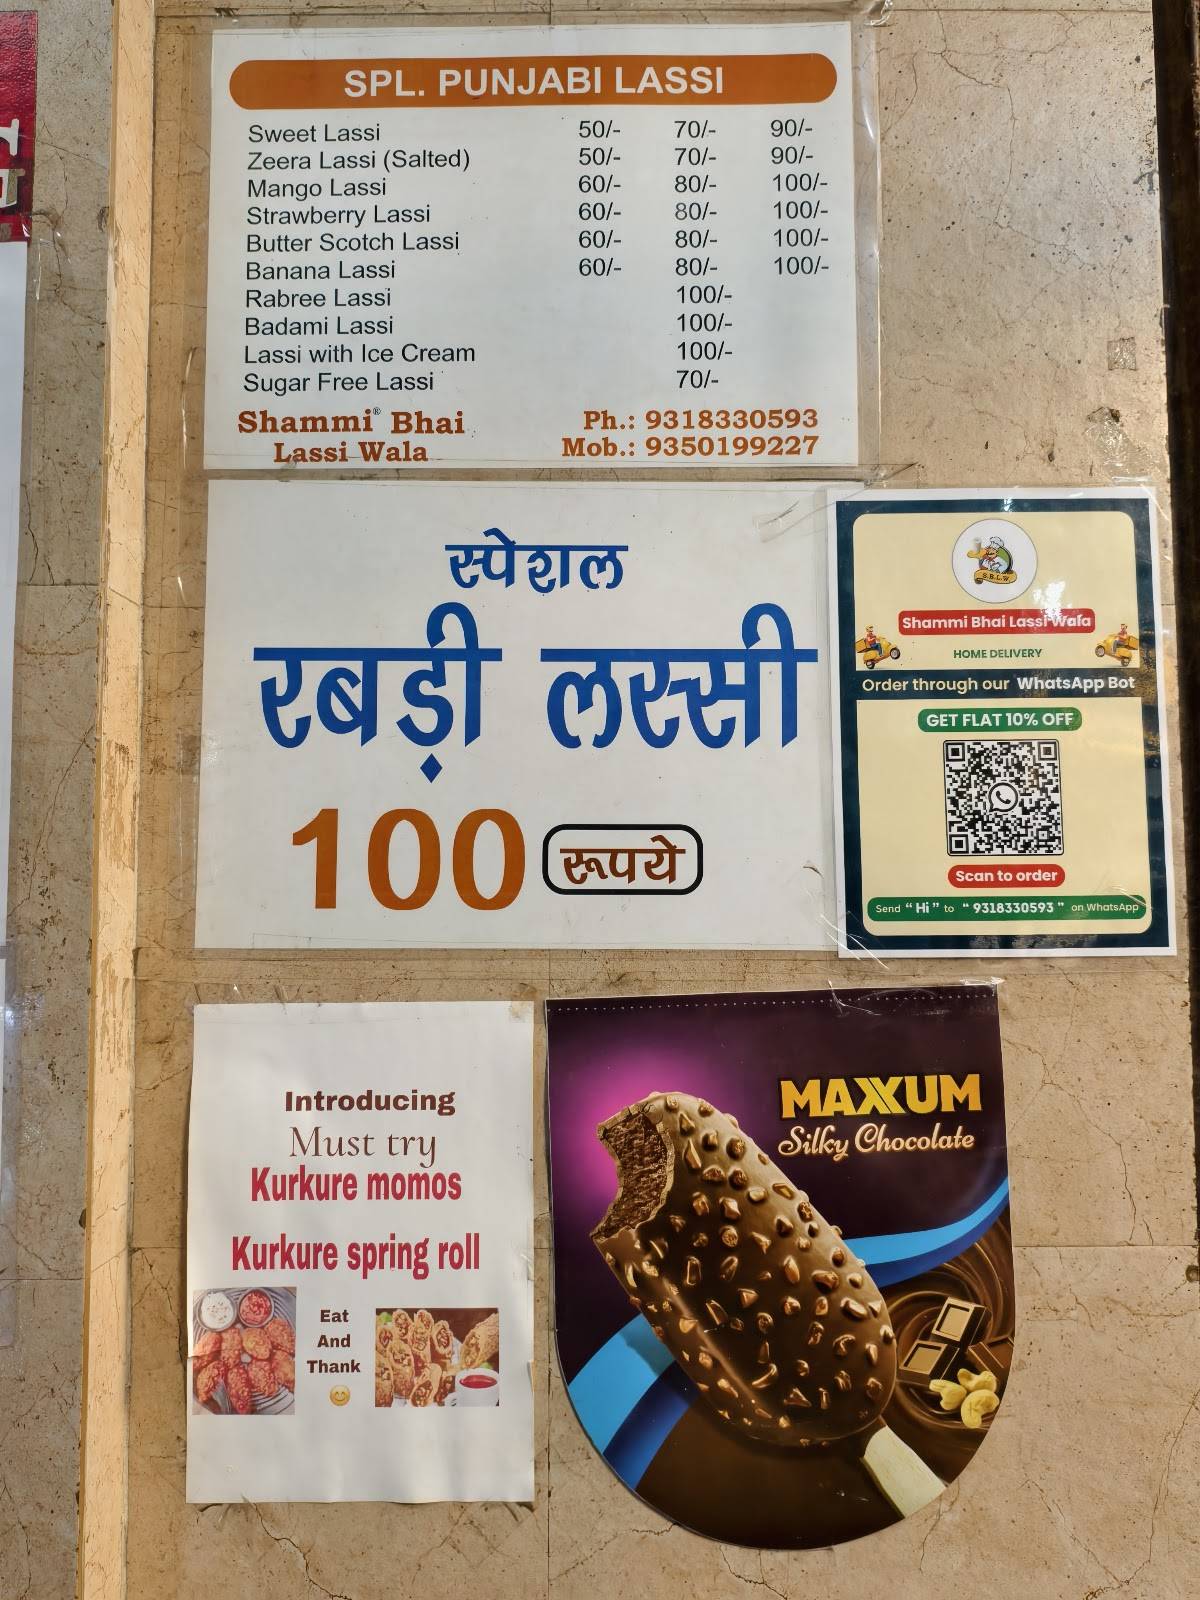 SPL. PUNJABI LASSI
Sweet Lassi 50/- 70/- 90/-
Zeera Lassi (Salted) 50/- 70/- 90/-
Mango Lassi 60/- 80/- 100/-
Strawberry Lassi 60/- 80/- 100/-
Butter Scotch Lassi 60/- 80/- 100/-
Banana Lassi 60/- 80/- 100/-
Rabree Lassi 100/-
Badami Lassi 100/-
Lassi with Ice Cream 100/-
Sugar Free Lassi 70/-
Shammi® Bhai Ph.: 9318330593
Lassi Wala Mob.: 9350199227
स्पेशल
रबड़ी लस्सी
100 रूपये
S.B.L.W.
Shammi Bhai Lassi Wala
HOME DELIVERY
Order through our WhatsApp Bot
GET FLAT 10% OFF
Scan to order
Send “ Hi ” to “ 9318330593 ” on WhatsApp
Introducing
Must try
Kurkure momos
Kurkure spring roll
Eat
And
Thank
😊
MAXXUM
Silky Chocolate